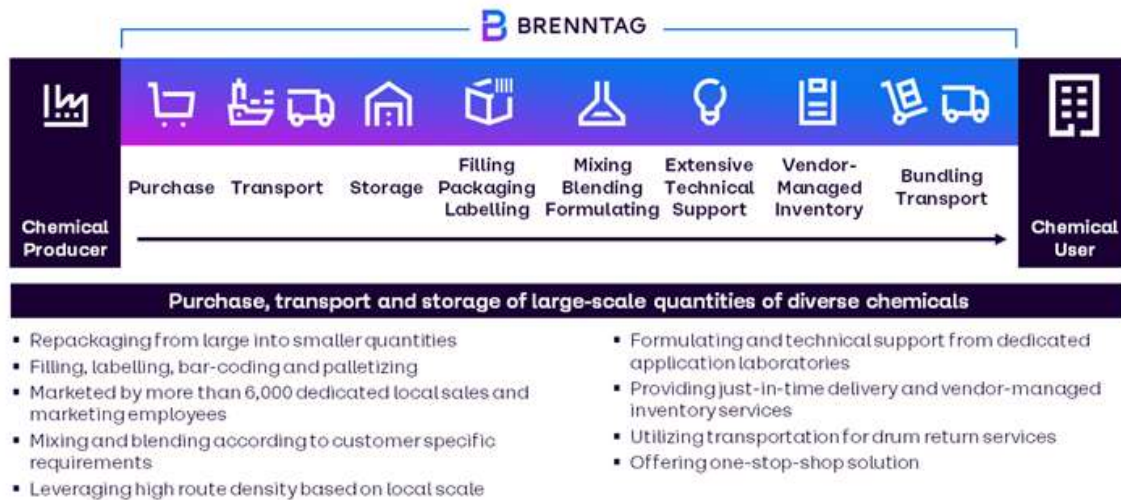 BRENNTAG
Purchase
Transport
Storage
Filling
Packaging
Labelling
Mixing
Blending
Formulating
Extensive
Technical
Support
Vendor-
Managed
Inventory
Bundling
Transport
Chemical
Producer
Chemical
User
Purchase, transport and storage of large-scale quantities of diverse chemicals
▪ Repackaging from large into smaller quantities
▪ Filling, labelling, bar-coding and palletizing
▪ Marketed by more than 6,000 dedicated local sales and
marketing employees
▪ Mixing and blending according to customer specific
requirements
▪ Leveraging high route density based on local scale
▪ Formulating and technical support from dedicated
application laboratories
▪ Providing just-in-time delivery and vendor-managed
inventory services
▪ Utilizing transportation for drum return services
▪ Offering one-stop-shop solution